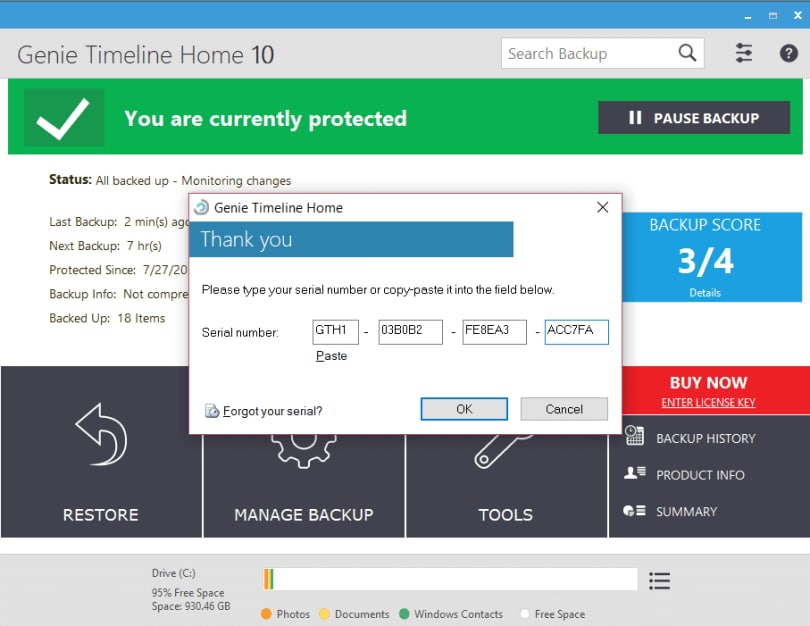 Genie Timeline Home 10
Search Backup
?
You are currently protected
PAUSE BACKUP
Status: All backed up - Monitoring changes
Last Backup: 2 min(s) ago
Next Backup: 7 hr(s)
Protected Since: 7/27/20
Backup Info: Not compre
Backed Up: 18 Items
BACKUP SCORE
3/4
Details
Genie Timeline Home
Thank you
Please type your serial number or copy-paste it into the field below.
Serial number: GTH1 - 03B0B2 - FE8EA3 - ACC7FA
Paste
Forgot your serial?
OK
Cancel
BUY NOW
ENTER LICENSE KEY
BACKUP HISTORY
PRODUCT INFO
SUMMARY
RESTORE
MANAGE BACKUP
TOOLS
Drive (C:)
95% Free Space
Space: 930.46 GB
Photos
Documents
Windows Contacts
Free Space